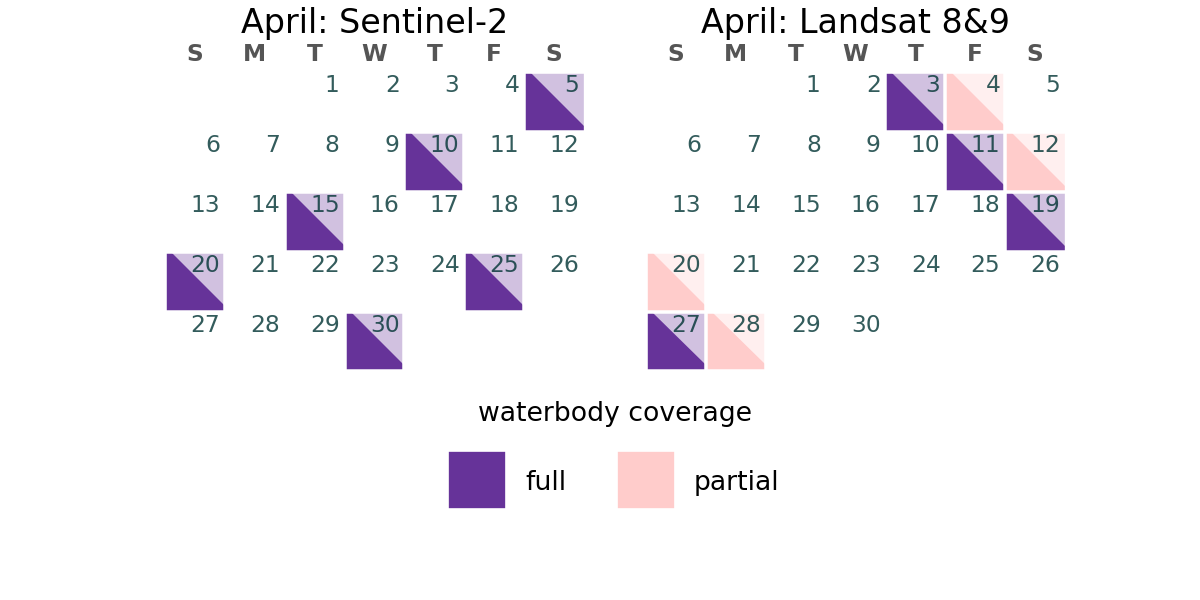 April: Sentinel-2
S M T W T F S
1 2 3 4 5
6 7 8 9 10 11 12
13 14 15 16 17 18 19
20 21 22 23 24 25 26
27 28 29 30
April: Landsat 8&9
S M T W T F S
1 2 3 4 5
6 7 8 9 10 11 12
13 14 15 16 17 18 19
20 21 22 23 24 25 26
27 28 29 30
waterbody coverage
full partial